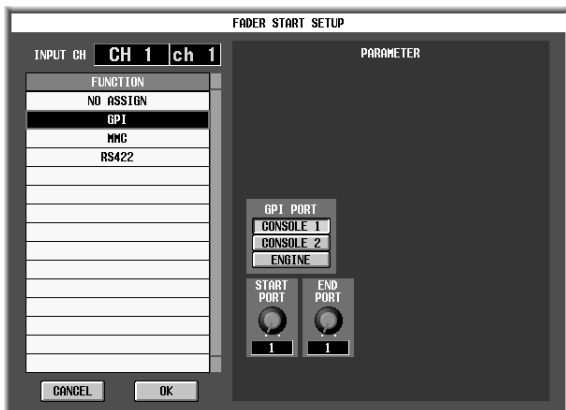 FADER START SETUP
INPUT CH CH 1 ch 1
FUNCTION
NO ASSIGN
GPI
MMC
RS422
CANCEL
OK
PARAMETER
GPI PORT
CONSOLE 1
CONSOLE 2
ENGINE
START PORT
1
END PORT
1